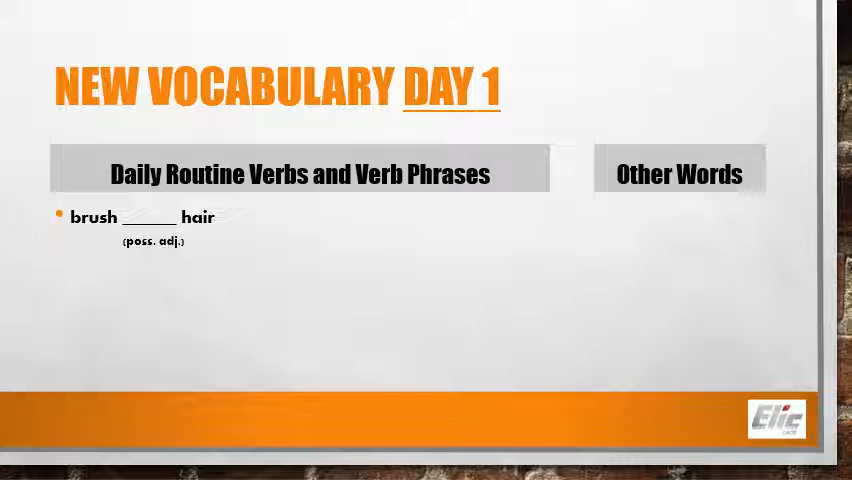 NEW VOCABULARY DAY 1
Daily Routine Verbs and Verb Phrases
Other Words
• brush ______ hair
(poss. adj.)
Elic